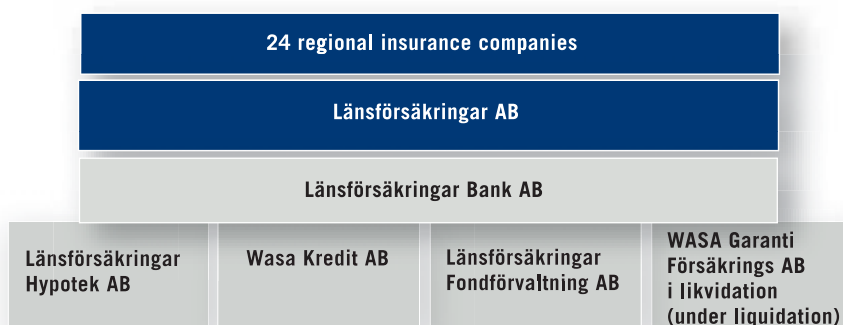 24 regional insurance companies
Länsförsäkringar AB
Länsförsäkringar Bank AB
Länsförsäkringar
Hypotek AB
Wasa Kredit AB
Länsförsäkringar
Fondförvaltning AB
WASA Garanti
Försäkrings AB
i likvidation
(under liquidation)